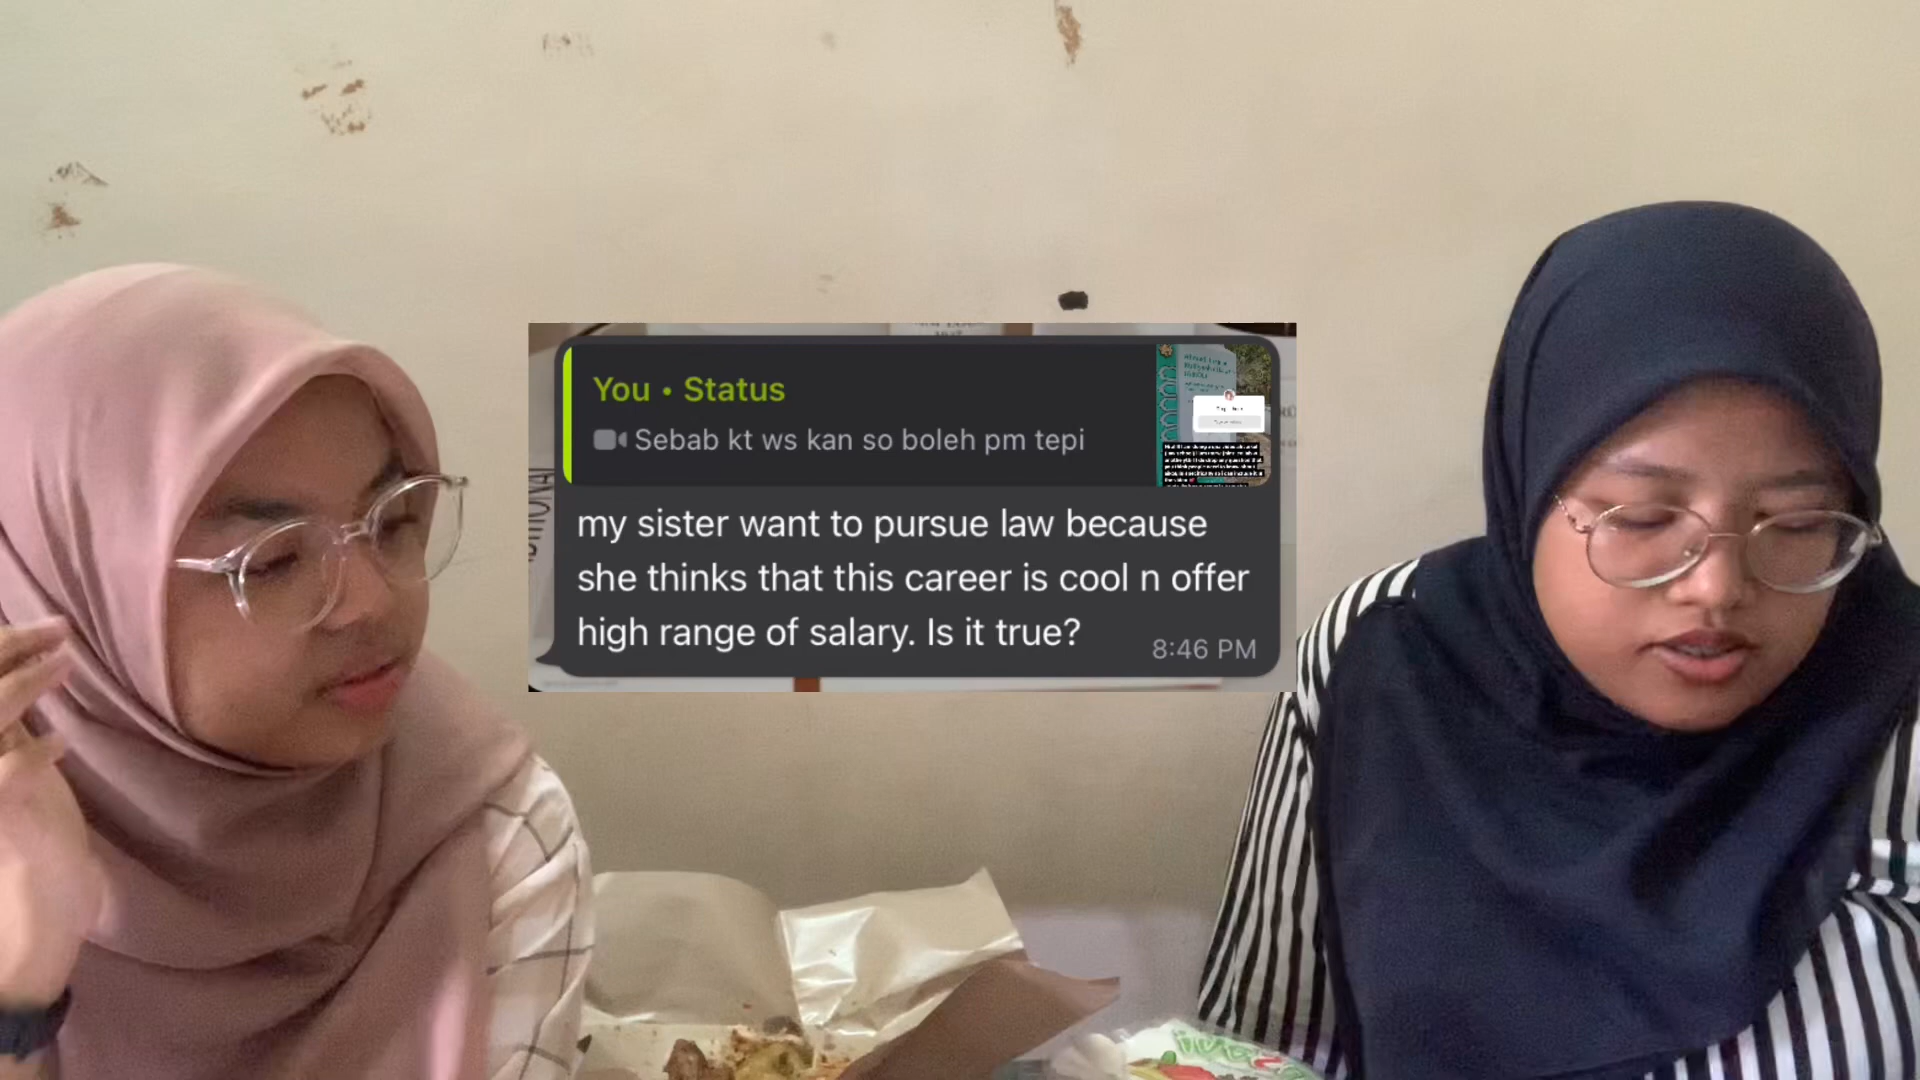 You • Status
Sebab kt ws kan so boleh pm tepi
my sister want to pursue law because
she thinks that this career is cool n offer
high range of salary. Is it true?
8:46 PM